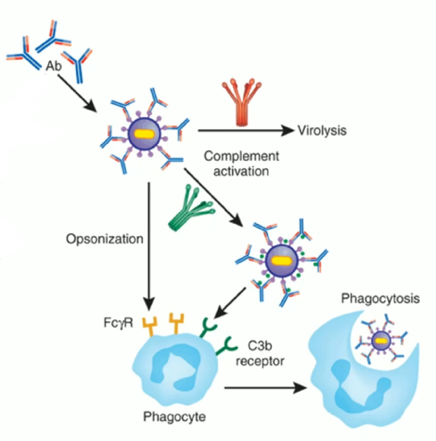 Ab
Virolysis
Complement
activation
Opsonization
Phagocytosis
FcγR
C3b
receptor
Phagocyte